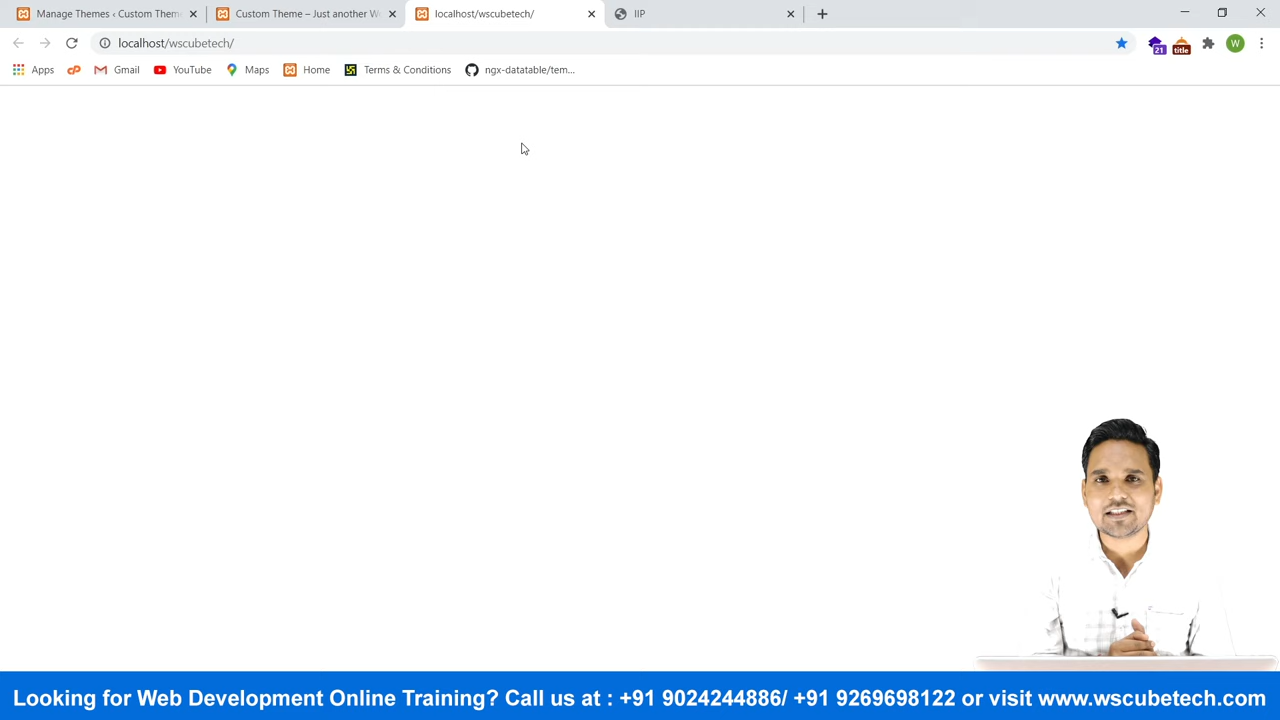 Manage Themes ‹ Custom Them
Custom Theme – Just another W
localhost/wscubetech/
IIP
localhost/wscubetech/
21
title
W
Apps
Gmail
YouTube
Maps
Home
Terms & Conditions
ngx-datatable/tem...
Looking for Web Development Online Training? Call us at : +91 9024244886/ +91 9269698122 or visit www.wscubetech.com